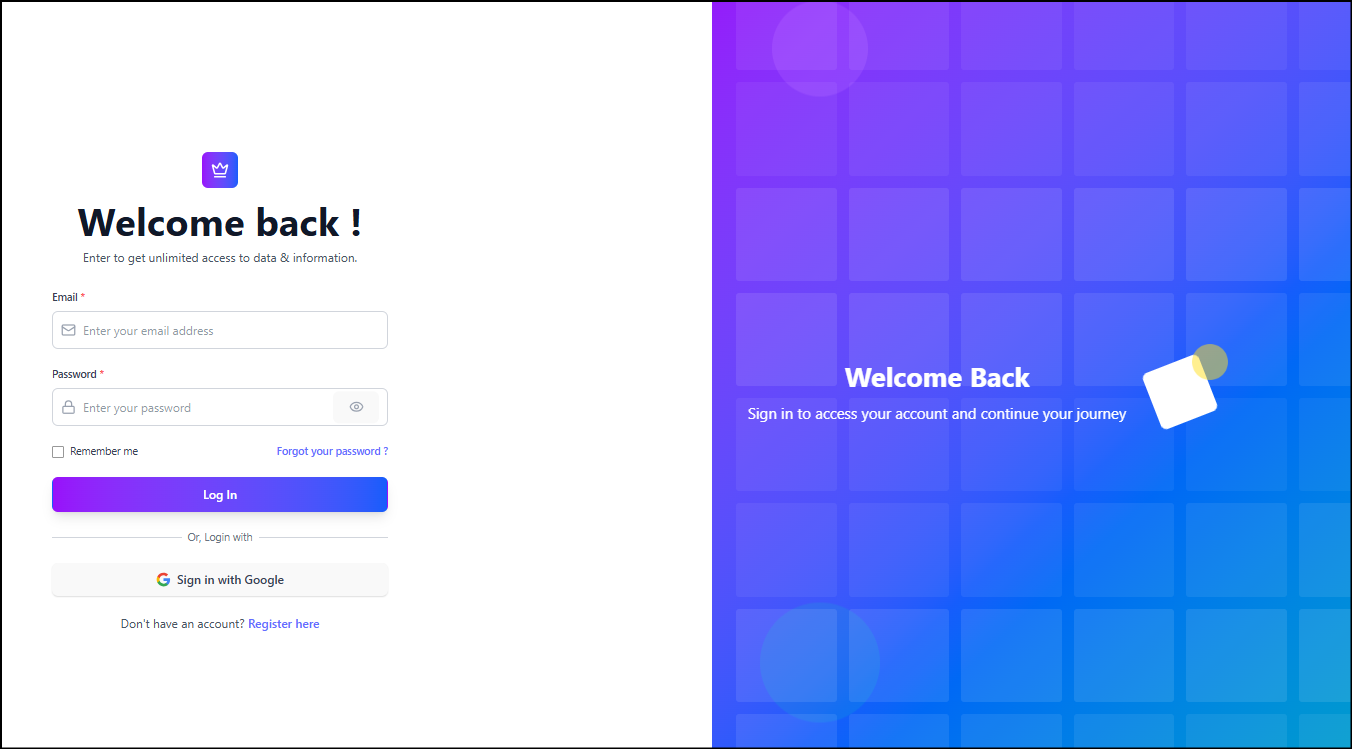 Welcome back !
Enter to get unlimited access to data & information.
Email *
Enter your email address
Password *
Enter your password
Remember me
Forgot your password ?
Log In
Or, Login with
Sign in with Google
Don't have an account? Register here
Welcome Back
Sign in to access your account and continue your journey